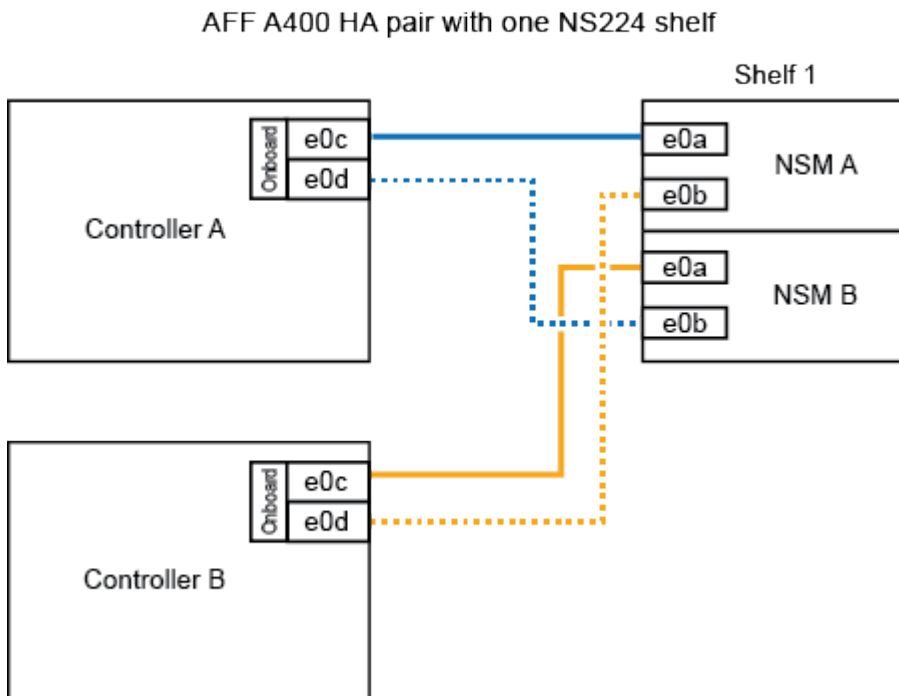 AFF A400 HA pair with one NS224 shelf
Shelf 1
Onboard
e0c
e0d
Controller A
e0a
e0b
NSM A
e0a
e0b
NSM B
Onboard
e0c
e0d
Controller B